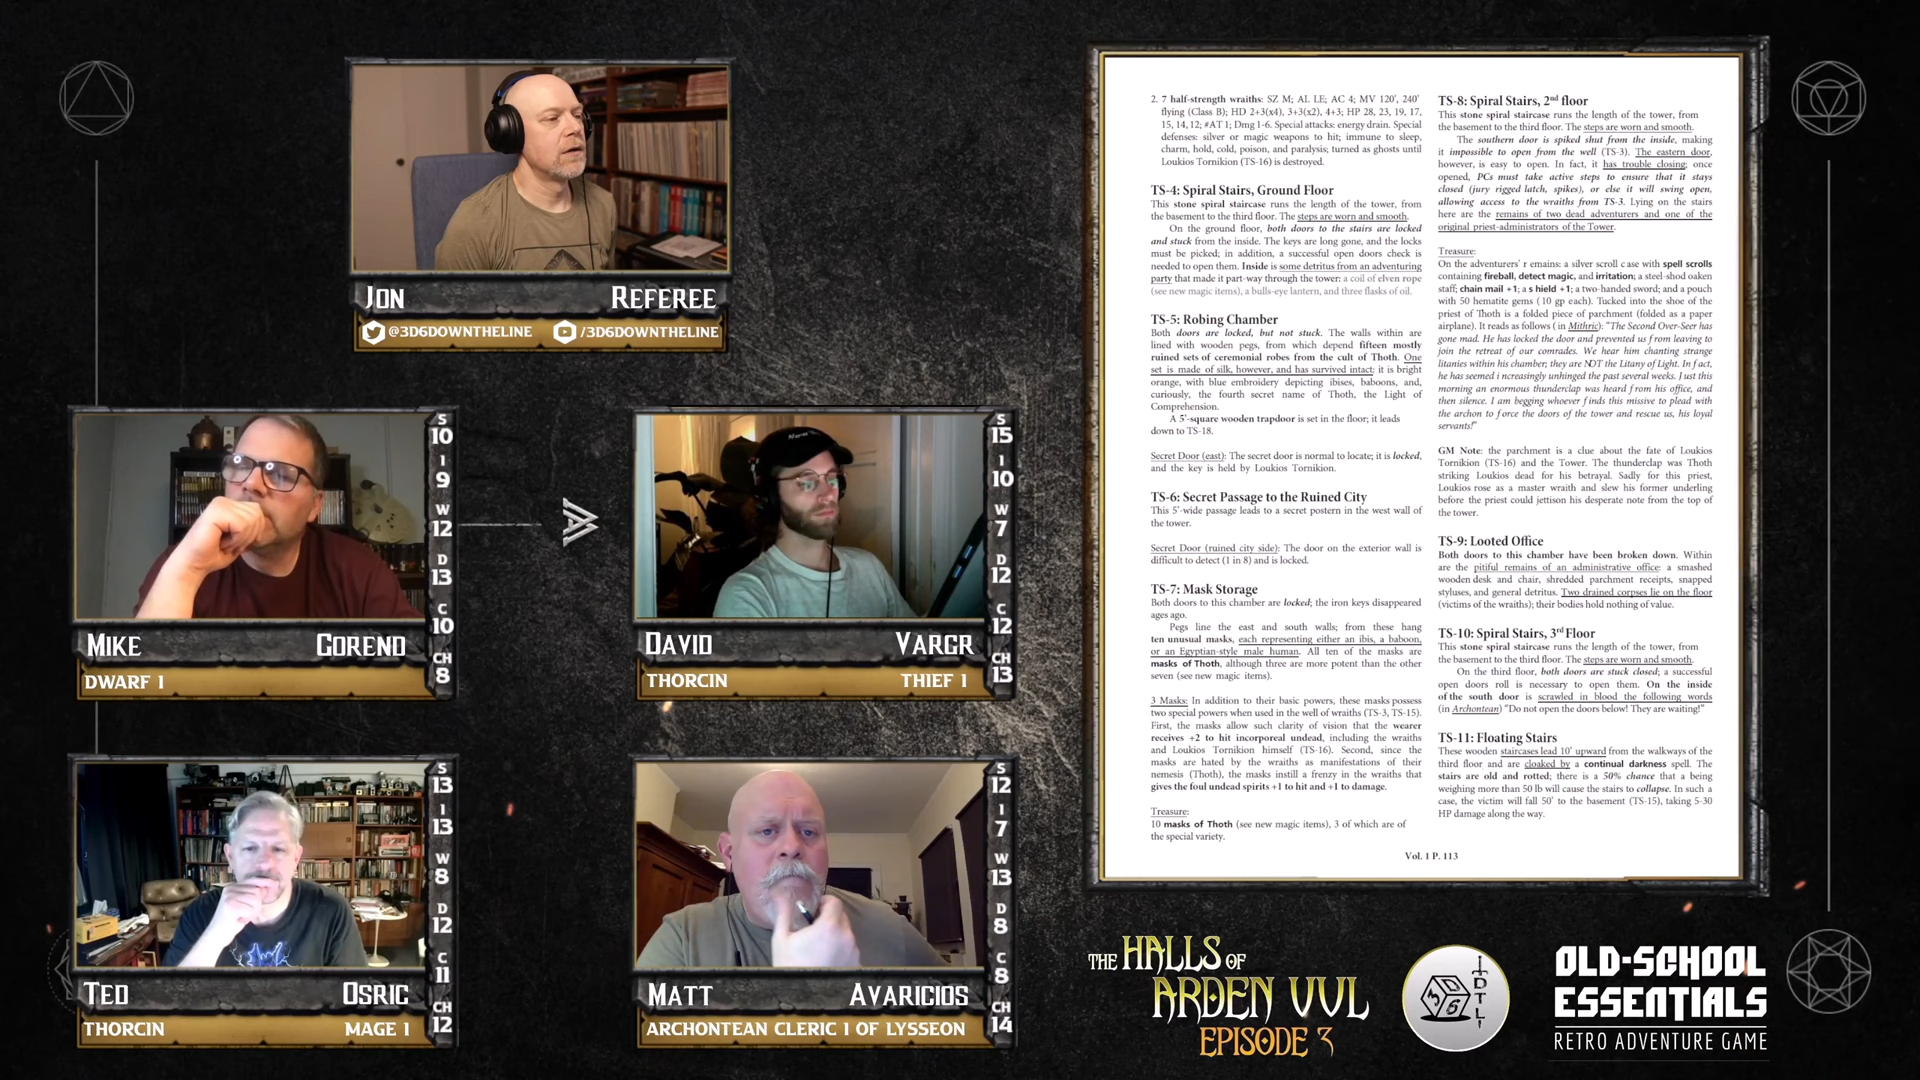 JON REFEREE
@3D6DOWNTHELINE /3D6DOWNTHELINE
MIKE GOREND
DWARF 1
S
10
I
9
W
12
D
13
C
10
CH
8
DAVID VARGR
THORCIN THIEF 1
S
15
I
10
W
7
D
12
C
12
CH
13
TED OSRIC
THORCIN MAGE 1
S
13
I
13
W
8
D
12
C
11
CH
12
MATT AVARICIOS
ARCHONTEAN CLERIC 1 OF LYSSEON
S
12
I
7
W
13
D
8
C
8
CH
14
2. 7 half-strength wraiths: SZ M; AL LE; AC 4; MV 120', 240'
flying (Class B); HD 2+3(x4), 3+3(x2), 4+3; HP 28, 23, 19, 17,
15, 14, 12; #AT 1; Dmg 1-6. Special attacks: energy drain. Special
defenses: silver or magic weapons to hit; immune to sleep,
charm, hold, cold, poison, and paralysis; turned as ghosts until
Loukios Tornikion (TS-16) is destroyed.
TS-4: Spiral Stairs, Ground Floor
This stone spiral staircase runs the length of the tower, from
the basement to the third floor. The steps are worn and smooth.
On the ground floor, both doors to the stairs are locked
and stuck from the inside. The keys are long gone, and the locks
must be picked; in addition, a successful open doors check is
needed to open them. Inside is some detritus from an adventuring
party that made it part-way through the tower: a coil of elven rope
(see new magic items), a bulls-eye lantern, and three flasks of oil.
TS-5: Robing Chamber
Both doors are locked, but not stuck. The walls within are
lined with wooden pegs, from which depend fifteen mostly
ruined sets of ceremonial robes from the cult of Thoth. One
set is made of silk, however, and has survived intact: it is bright
orange, with blue embroidery depicting ibises, baboons, and,
curiously, the fourth secret name of Thoth, the Light of
Comprehension.
A 5'-square wooden trapdoor is set in the floor; it leads
down to TS-18.
Secret Door (east): The secret door is normal to locate; it is locked,
and the key is held by Loukios Tornikion.
TS-6: Secret Passage to the Ruined City
This 5'-wide passage leads to a secret postern in the west wall of
the tower.
Secret Door (ruined city side): The door on the exterior wall is
difficult to detect (1 in 8) and is locked.
TS-7: Mask Storage
Both doors to this chamber are locked; the iron keys disappeared
ages ago.
Pegs line the east and south walls; from these hang
ten unusual masks, each representing either an ibis, a baboon,
or an Egyptian-style male human. All ten of the masks are
masks of Thoth, although three are more potent than the other
seven (see new magic items).
3 Masks: In addition to their basic powers, these masks possess
two special powers when used in the well of wraiths (TS-3, TS-15).
First, the masks allow such clarity of vision that the wearer
receives +2 to hit incorporeal undead, including the wraiths
and Loukios Tornikion himself (TS-16). Second, since the
masks are hated by the wraiths as manifestations of their
nemesis (Thoth), the masks instill a frenzy in the wraiths that
gives the foul undead spirits +1 to hit and +1 to damage.
Treasure:
10 masks of Thoth (see new magic items), 3 of which are of
the special variety.
TS-8: Spiral Stairs, 2nd floor
This stone spiral staircase runs the length of the tower, from
the basement to the third floor. The steps are worn and smooth.
The southern door is spiked shut from the inside, making
it impossible to open from the well (TS-3). The eastern door,
however, is easy to open. In fact, it has trouble closing; once
opened, PCs must take active steps to ensure that it stays
closed (jury rigged latch, spikes), or else it will swing open,
allowing access to the wraiths from TS-3. Lying on the stairs
here are the remains of two dead adventurers and one of the
original priest-administrators of the Tower.
Treasure:
On the adventurers' r emains: a silver scroll c ase with spell scrolls
containing fireball, detect magic, and irritation; a steel-shod oaken
staff; chain mail +1; a s hield +1; a two-handed sword; and a pouch
with 50 hematite gems ( 10 gp each). Tucked into the shoe of the
priest of Thoth is a folded piece of parchment (folded as a paper
airplane). It reads as follows ( in Mithric): "The Second Over-Seer has
gone mad. He has locked the door and prevented us f rom leaving to
join the retreat of our comrades. We hear him chanting strange
litanies within his chamber; they are NOT the Litany of Light. In f act,
he has seemed i ncreasingly unhinged the past several weeks. J ust this
morning an enormous thunderclap was heard f rom his office, and
then silence. I am begging whoever f inds this missive to plead with
the archon to f orce the doors of the tower and rescue us, his loyal
servants!"
GM Note: the parchment is a clue about the fate of Loukios
Tornikion (TS-16) and the Tower. The thunderclap was Thoth
striking Loukios dead for his betrayal. Sadly for this priest,
Loukios rose as a master wraith and slew his former underling
before the priest could jettison his desperate note from the top of
the tower.
TS-9: Looted Office
Both doors to this chamber have been broken down. Within
are the pitiful remains of an administrative office: a smashed
wooden desk and chair, shredded parchment receipts, snapped
styluses, and general detritus. Two drained corpses lie on the floor
(victims of the wraiths); their bodies hold nothing of value.
TS-10: Spiral Stairs, 3rd Floor
This stone spiral staircase runs the length of the tower, from
the basement to the third floor. The steps are worn and smooth.
On the third floor, both doors are stuck closed; a successful
open doors roll is necessary to open them. On the inside
of the south door is scrawled in blood the following words
(in Archontean) "Do not open the doors below! They are waiting!"
TS-11: Floating Stairs
These wooden staircases lead 10' upward from the walkways of the
third floor and are cloaked by a continual darkness spell. The
stairs are old and rotted; there is a 50% chance that a being
weighing more than 50 lb will cause the stairs to collapse. In such a
case, the victim will fall 50' to the basement (TS-15), taking 5-30
HP damage along the way.
Vol. 1 P. 113
THE HALLS OF
ARDEN VUL
EPISODE 3
3D6
DTL
OLD-SCHOOL
ESSENTIALS
RETRO ADVENTURE GAME